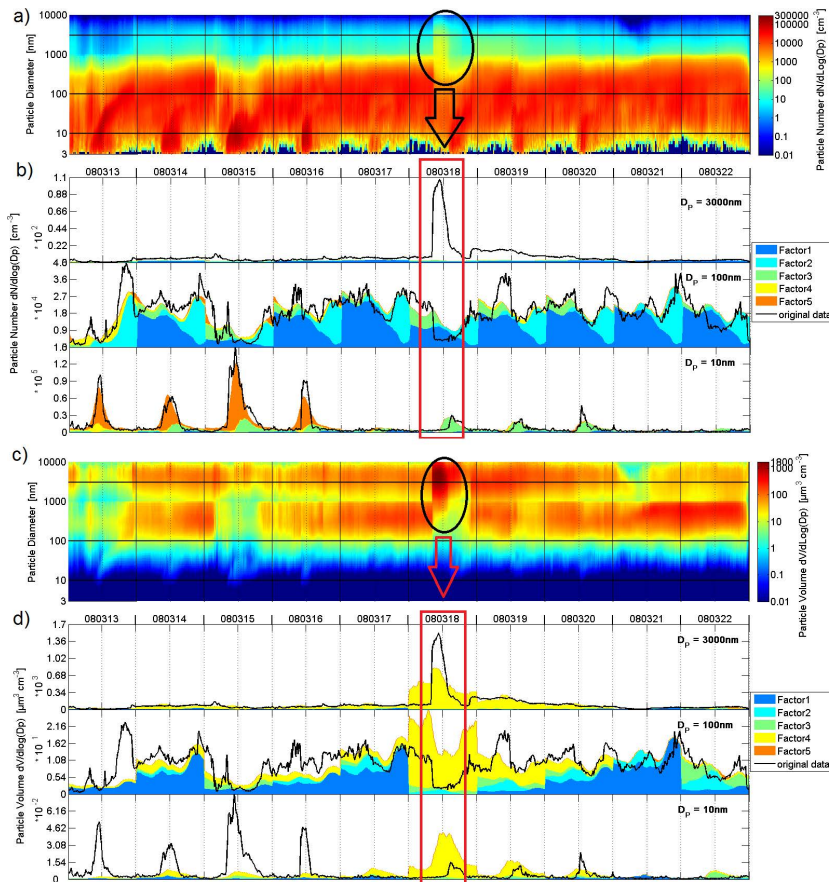 a)
Particle Diameter [nm]
10000
1000
100
10
3
300000
100000
10000
1000
100
10
1
0.1
0.01
Particle Number dN/dLog(Dp) [cm⁻³]
b)
080313 080314 080315 080316 080317 080318 080319 080320 080321 080322
Particle Number dN/dlog(Dp) [cm⁻³]
1.1
0.88
0.66
0.44
0.22
* 10²
D_P = 3000nm
4.8
3.6
2.7
1.8
0.9
* 10⁴
D_P = 100nm
1.2
0.9
0.6
0.3
0
* 10⁵
D_P = 10nm
Factor1
Factor2
Factor3
Factor4
Factor5
original data
c)
Particle Diameter [nm]
10000
1000
100
10
3
1000
100
10
1
0.1
0.01
Particle Volume dV/dLog(Dp) [µm³ cm⁻³]
d)
080313 080314 080315 080316 080317 080318 080319 080320 080321 080322
Particle Volume dV/dlog(Dp) [µm³ cm⁻³]
1.7
1.36
1.02
0.68
0.34
0
* 10³
D_P = 3000nm
2.16
1.62
1.08
0.54
0
* 10¹
D_P = 100nm
6.16
4.62
3.08
1.54
0
* 10⁻²
D_P = 10nm
Factor1
Factor2
Factor3
Factor4
Factor5
original data